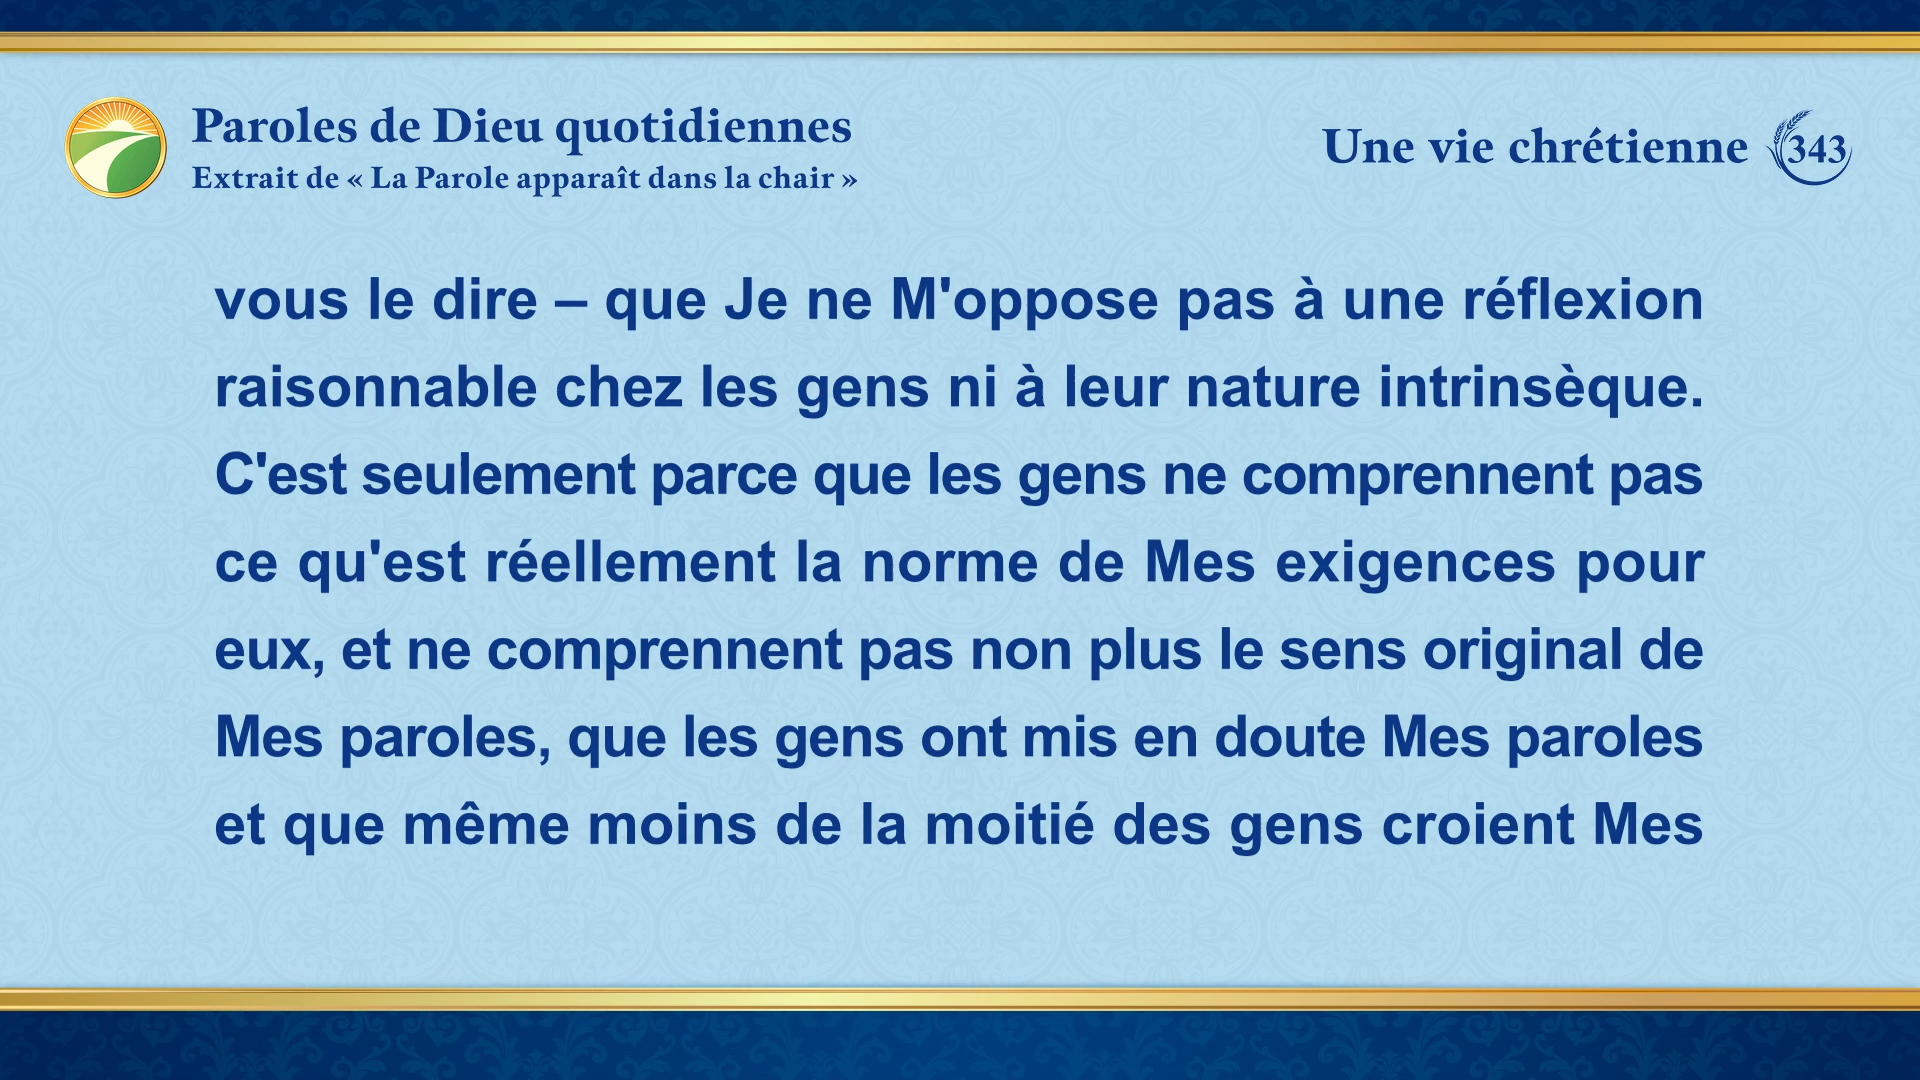 Paroles de Dieu quotidiennes
Extrait de « La Parole apparaît dans la chair »
Une vie chrétienne 343
vous le dire – que Je ne M'oppose pas à une réflexion
raisonnable chez les gens ni à leur nature intrinsèque.
C'est seulement parce que les gens ne comprennent pas
ce qu'est réellement la norme de Mes exigences pour
eux, et ne comprennent pas non plus le sens original de
Mes paroles, que les gens ont mis en doute Mes paroles
et que même moins de la moitié des gens croient Mes